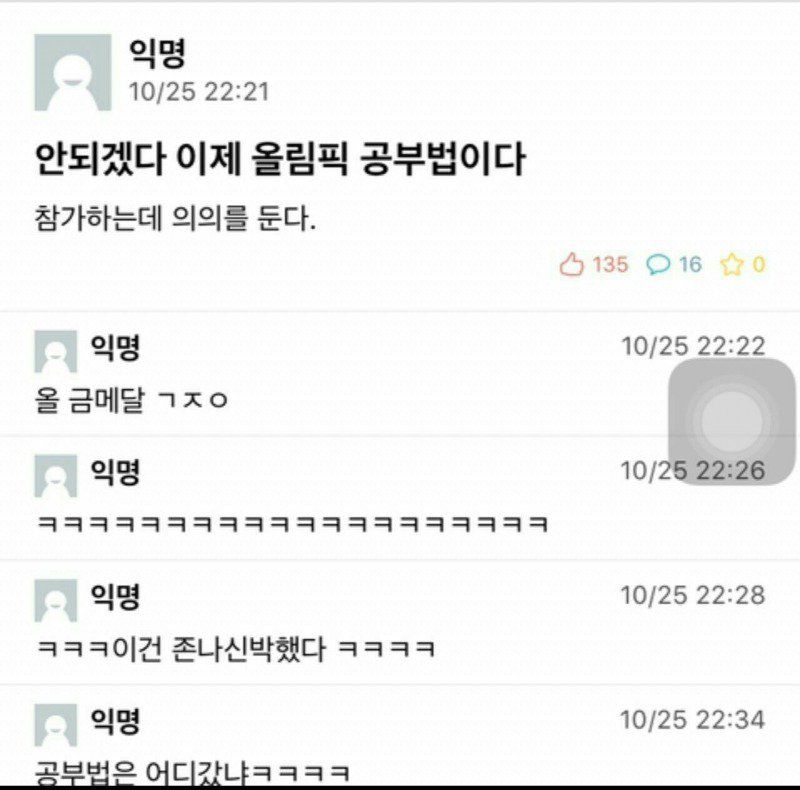 익명
10/25 22:21
안되겠다 이제 올림픽 공부법이다
참가하는데 의의를 둔다.
135 16 0
익명 10/25 22:22
올 금메달 ㄱㅈㅇ
익명 10/25 22:26
ㅋㅋㅋㅋㅋㅋㅋㅋㅋㅋㅋㅋㅋㅋㅋㅋㅋㅋㅋㅋ
익명 10/25 22:28
ㅋㅋㅋ이건 존나신박했다 ㅋㅋㅋㅋ
익명 10/25 22:34
공부법은 어디갔냐ㅋㅋㅋㅋ